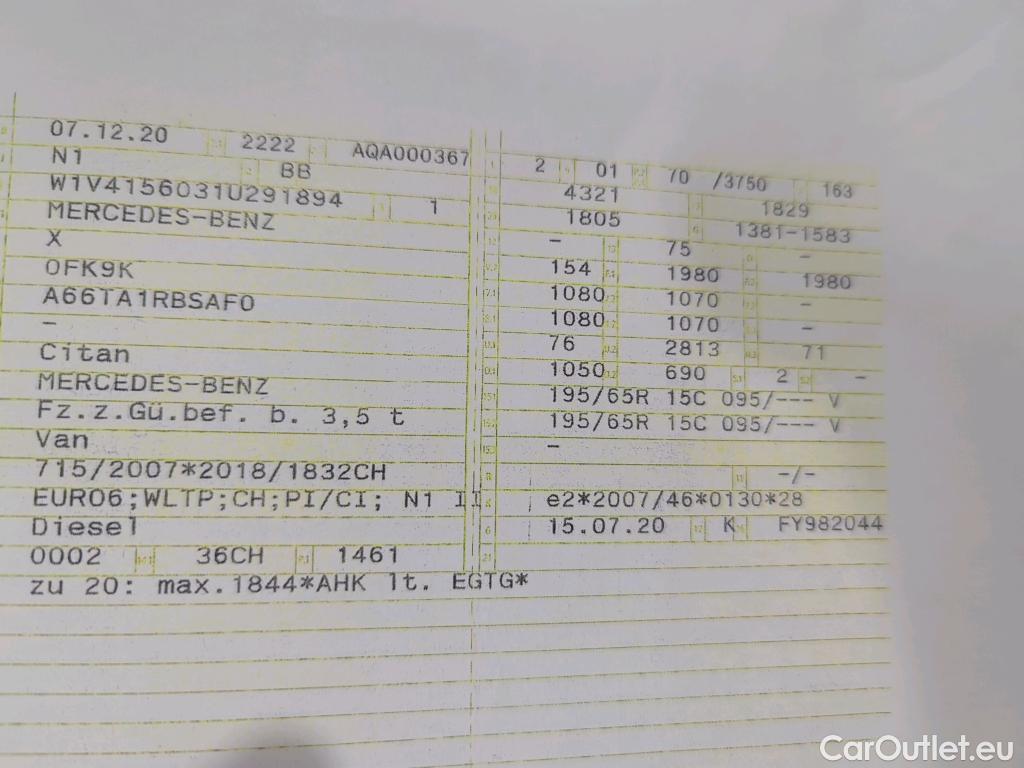 07.12.20 2222 AQA000367
N1 BB
W1V4156031U291894 1
MERCEDES-BENZ
X
0FK9K
A66TA1RBSAF0
-
Citan
MERCEDES-BENZ
Fz.z.Gü.bef. b. 3,5 t
Van
715/2007*2018/1832CH
EURO6;WLTP;CH;PI/CI; N1 II
Diesel
0002 36CH 1461
zu 20: max.1844*AHK lt. EGTG*
2 01 70 /3750 163
4321 1829
1805 1381-1583
- 75 -
154 1980 1980
1080 1070 -
1080 1070 -
76 2813 71
1050 690 2 -
195/65R 15C 095/--- V
195/65R 15C 095/--- V
-
-/-
e2*2007/46*0130*28
15.07.20 K FY982044
CarOutlet.eu